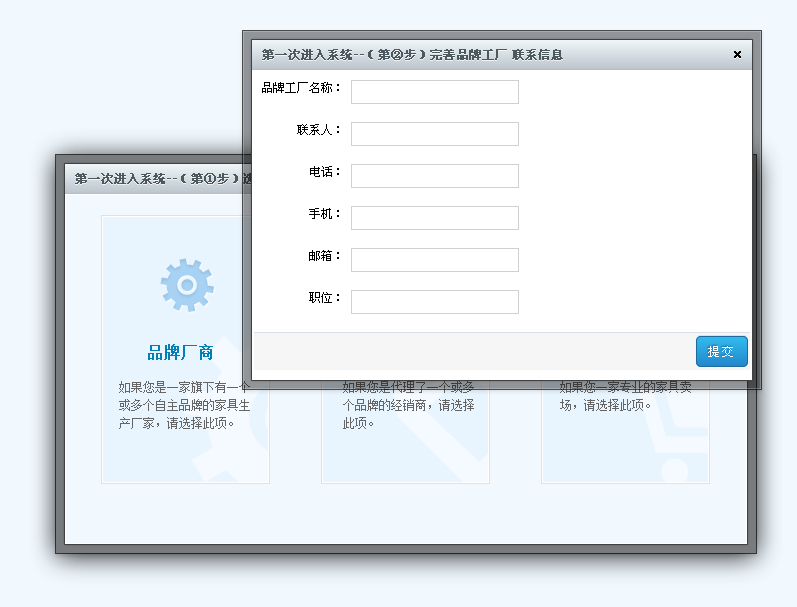 第一次进入系统--（第②步）完善品牌工厂 联系信息
品牌工厂名称：
联系人：
电话：
手机：
邮箱：
职位：
提交
第一次进入系统--（第①步）
品牌厂商
如果您是一家旗下有一个
或多个自主品牌的家具生
产厂家，请选择此项。
如果您是代理了一个或多
个品牌的经销商，请选择
此项。
如果您一家专业的家具卖
场，请选择此项。